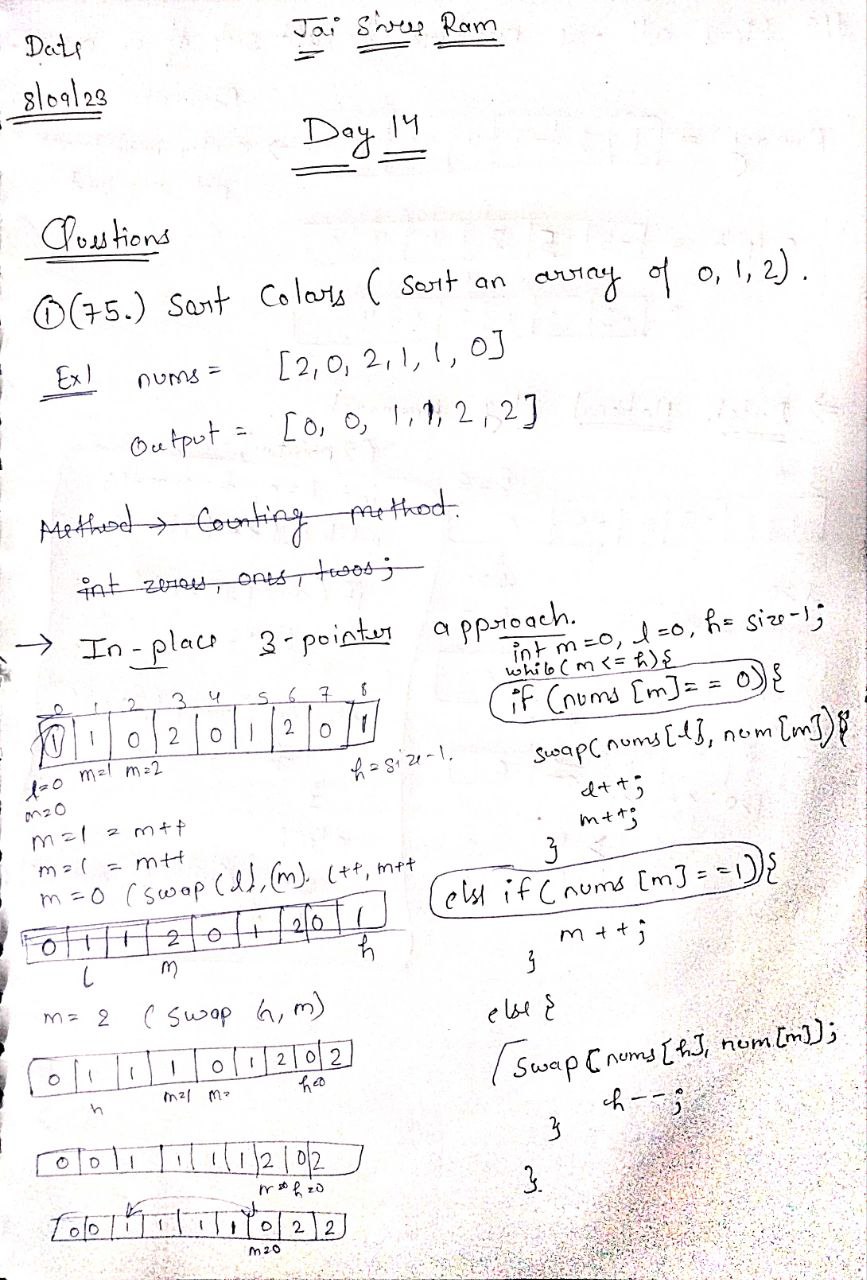 Date
Jai Shree Ram
8/09/23
Day 14
Questions
① (75.) Sort Colors ( Sort an array of 0, 1, 2).
Ex1 nums = [2, 0, 2, 1, 1, 0]
Output = [0, 0, 1, 1, 2, 2]
Method → Counting method.
int zeroes, ones, twos;
→ In-place 3-pointer approach.
0 1 2 3 4 5 6 7 8
1 1 0 2 0 1 2 0 1
l=0 m=1 m=2 h=size-1.
m=0
m=1 = m++
m=1 = m++
m=0 (swap (l), (m). l++, m++
0 1 1 2 0 1 2 0 1
l m h
m= 2 ( swap h, m)
0 1 1 1 0 1 2 0 2
h m=1 m= h=0
0 0 1 1 1 1 2 0 2
h=0
0 0 1 1 1 1 0 2 2
m=0
int m=0, l=0, h= size-1;
while(m<=h){
if (nums [m]== 0){
swap(nums[l], num[m]);
l++;
m++;
}
else if (nums [m]==1){
m++;
}
else {
swap [nums[h], num[m]);
h--;
}
}.